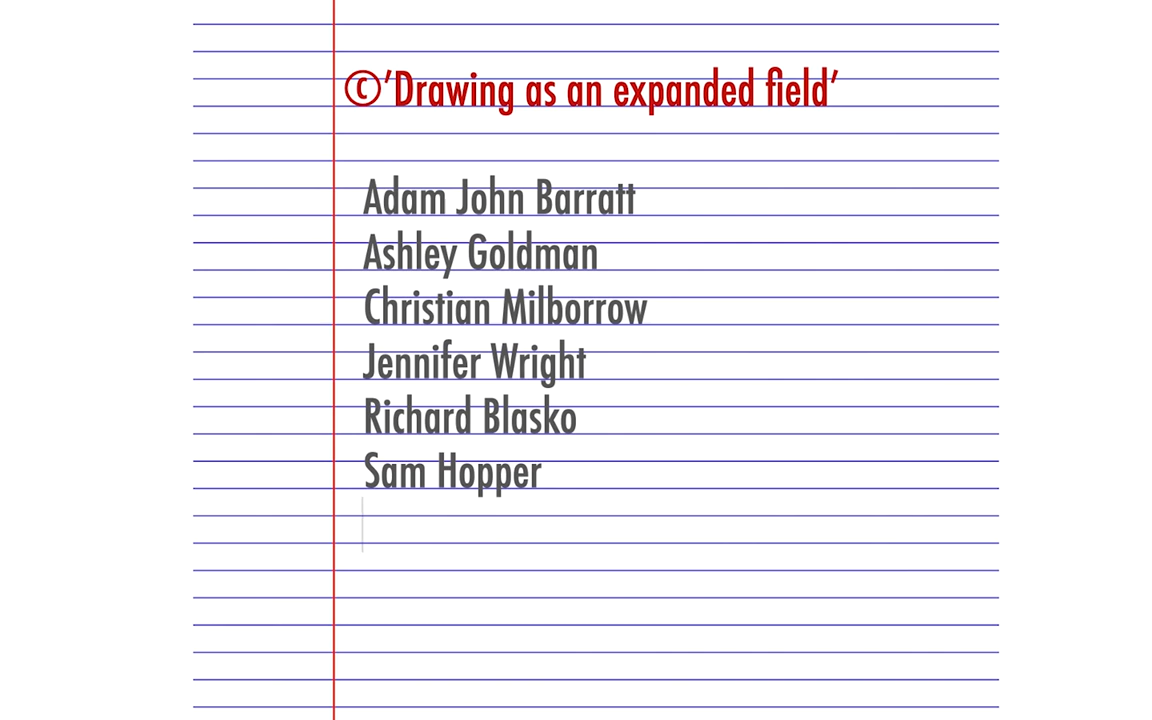 ©'Drawing as an expanded field'
Adam John Barratt
Ashley Goldman
Christian Milborrow
Jennifer Wright
Richard Blasko
Sam Hopper